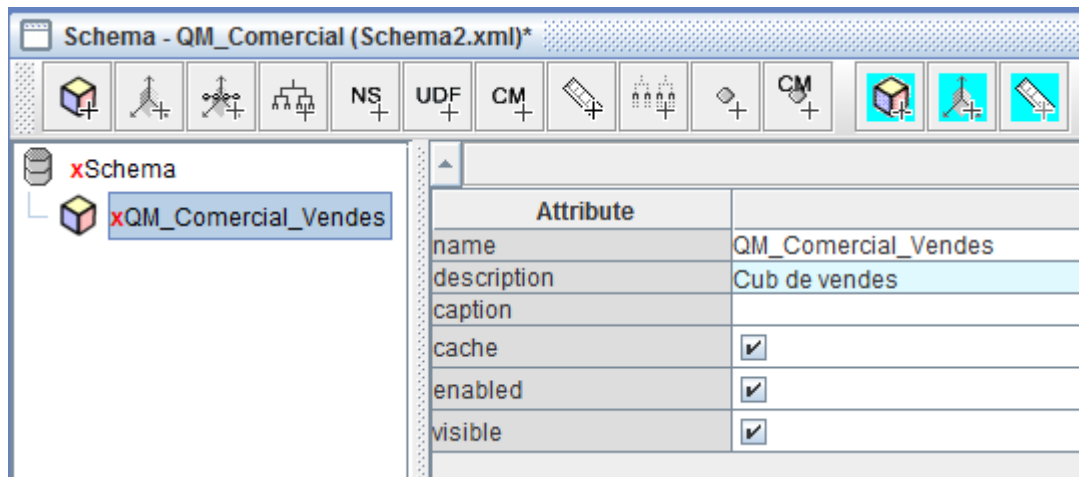 Schema - QM_Comercial (Schema2.xml)*
NS UDF CM CM
xSchema
xQM_Comercial_Vendes
Attribute
name QM_Comercial_Vendes
description Cub de vendes
caption
cache
enabled
visible